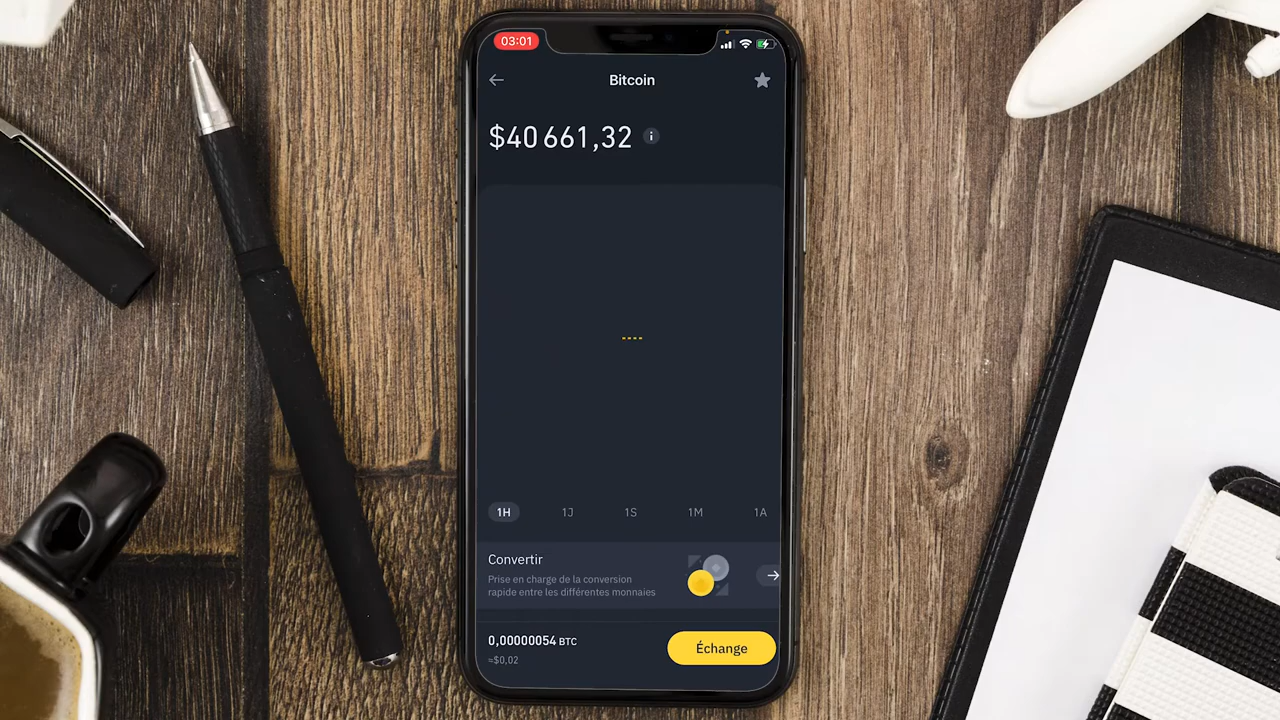 03:01
Bitcoin
$40 661,32
1H 1J 1S 1M 1A
Convertir
Prise en charge de la conversion
rapide entre les différentes monnaies
0,00000054 BTC
≈$0,02
Échange